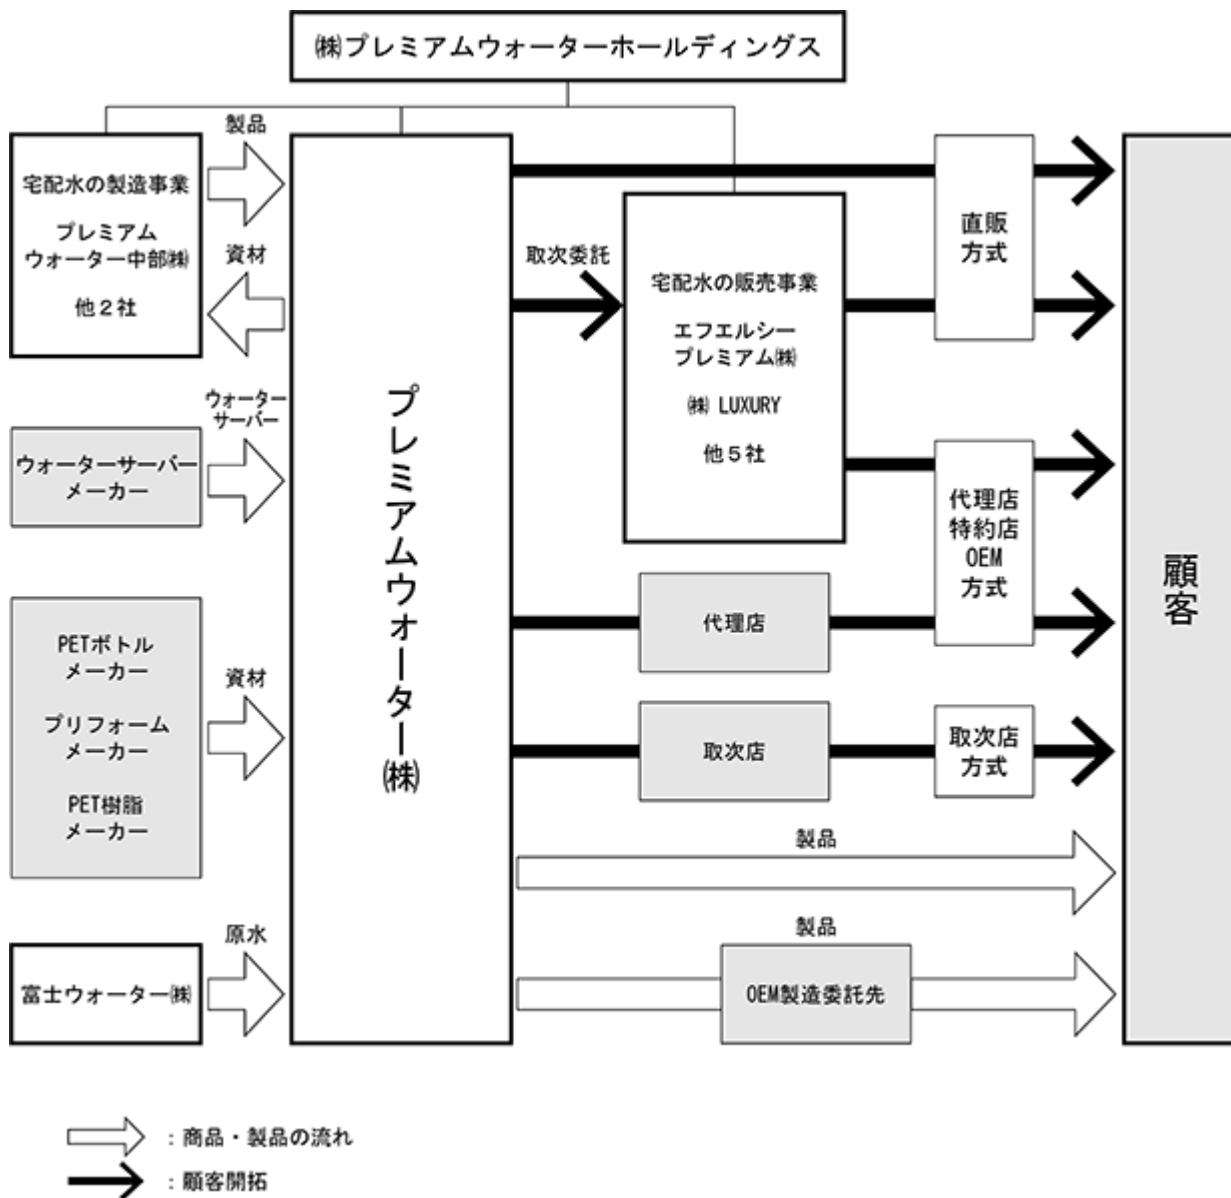 ㈱プレミアムウォーターホールディングス
製品
宅配水の製造事業
プレミアム
ウォーター中部㈱
他２社
資材
ウォーター
サーバー
ウォーターサーバー
メーカー
PETボトル
メーカー
プリフォーム
メーカー
PET樹脂
メーカー
資材
原水
富士ウォーター㈱
プレミアムウォーター㈱
取次委託
宅配水の販売事業
エフエルシー
プレミアム㈱
㈱ LUXURY
他５社
代理店
取次店
直販
方式
代理店
特約店
OEM
方式
取次店
方式
製品
製品
OEM製造委託先
顧客
：商品・製品の流れ
：顧客開拓